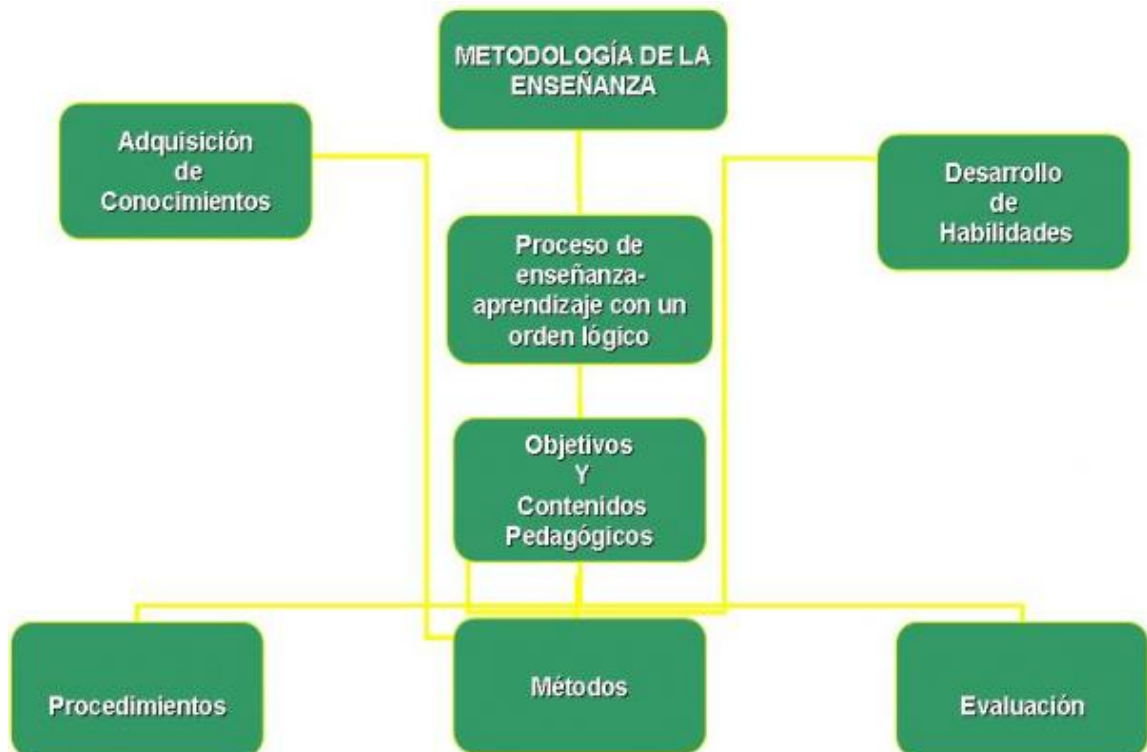 METODOLOGÍA DE LA
ENSEÑANZA
Adquisición
de
Conocimientos
Desarrollo
de
Habilidades
Proceso de
enseñanza-
aprendizaje con un
orden lógico
Objetivos
Y
Contenidos
Pedagógicos
Procedimientos
Métodos
Evaluación